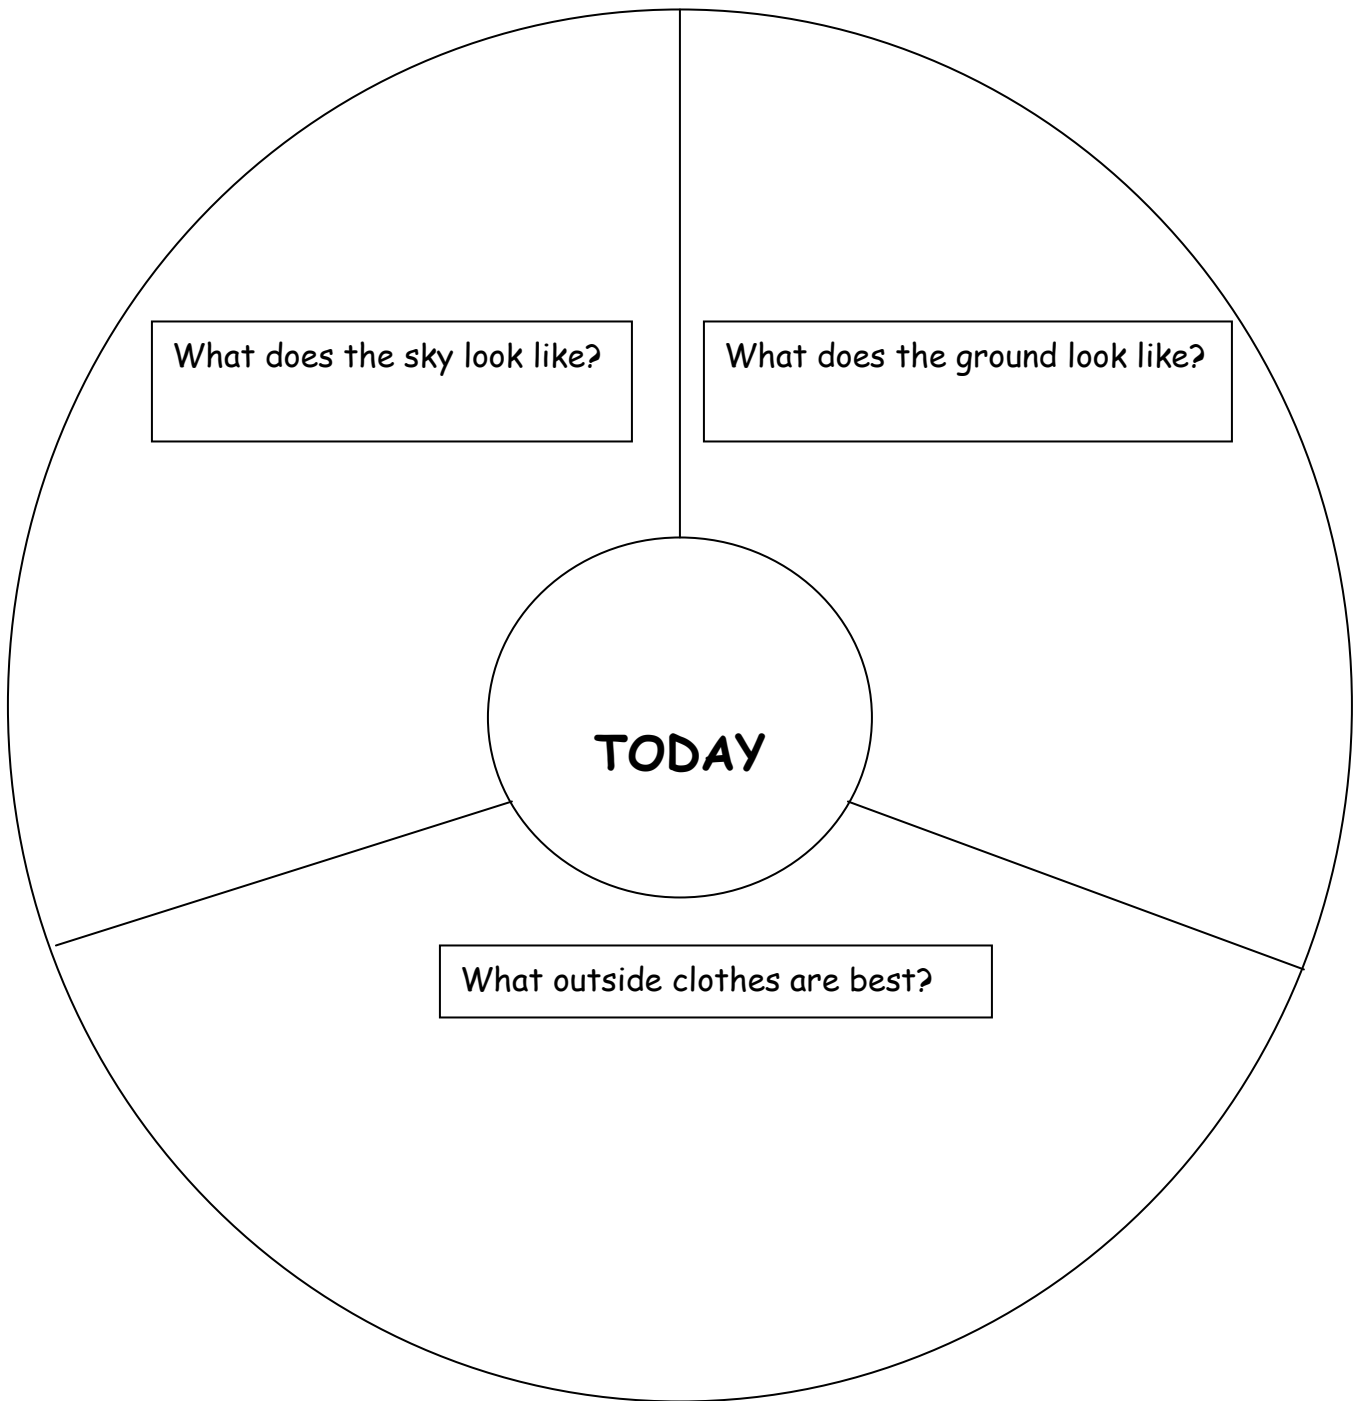 What does the sky look like?
What does the ground look like?
TODAY
What outside clothes are best?